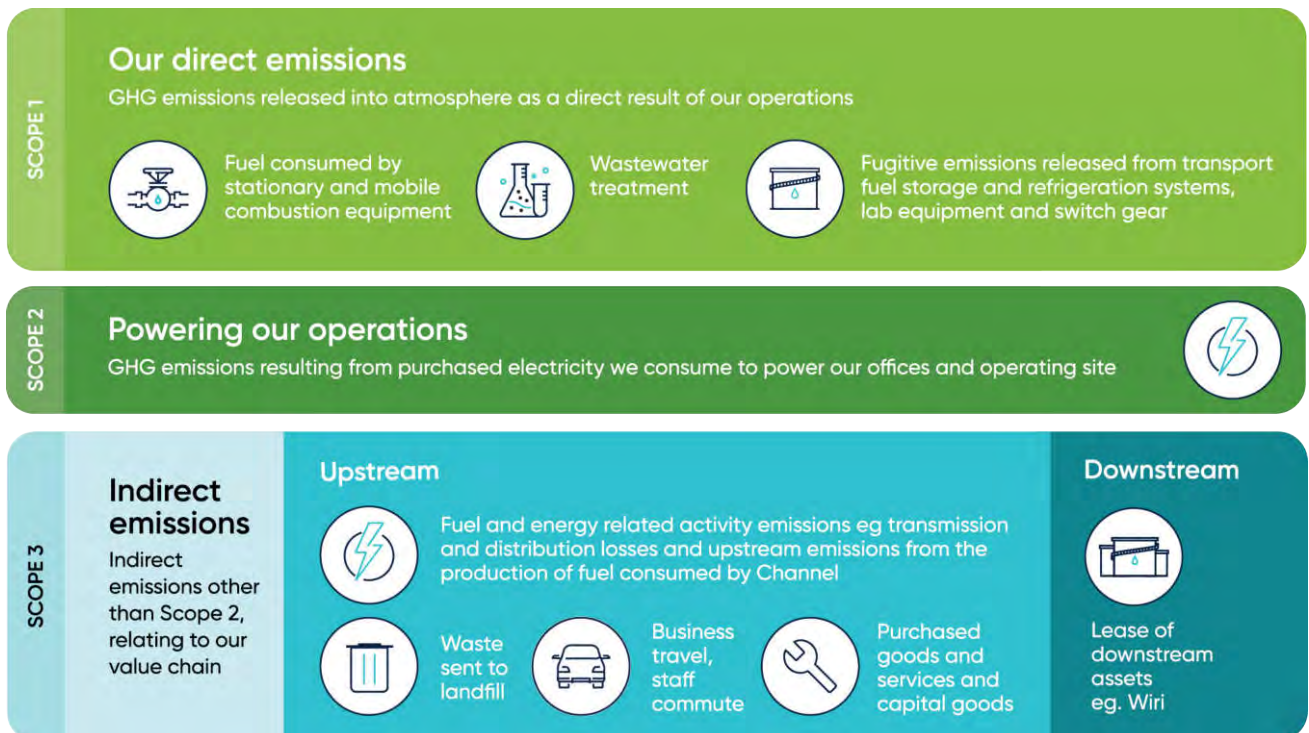 SCOPE 1
Our direct emissions
GHG emissions released into atmosphere as a direct result of our operations
Fuel consumed by
stationary and mobile
combustion equipment
Wastewater
treatment
Fugitive emissions released from transport
fuel storage and refrigeration systems,
lab equipment and switch gear
SCOPE 2
Powering our operations
GHG emissions resulting from purchased electricity we consume to power our offices and operating site
SCOPE 3
Indirect
emissions
Indirect
emissions other
than Scope 2,
relating to our
value chain
Upstream
Fuel and energy related activity emissions eg transmission
and distribution losses and upstream emissions from the
production of fuel consumed by Channel
Waste
sent to
landfill
Business
travel,
staff
commute
Purchased
goods and
services and
capital goods
Downstream
Lease of
downstream
assets
eg. Wiri